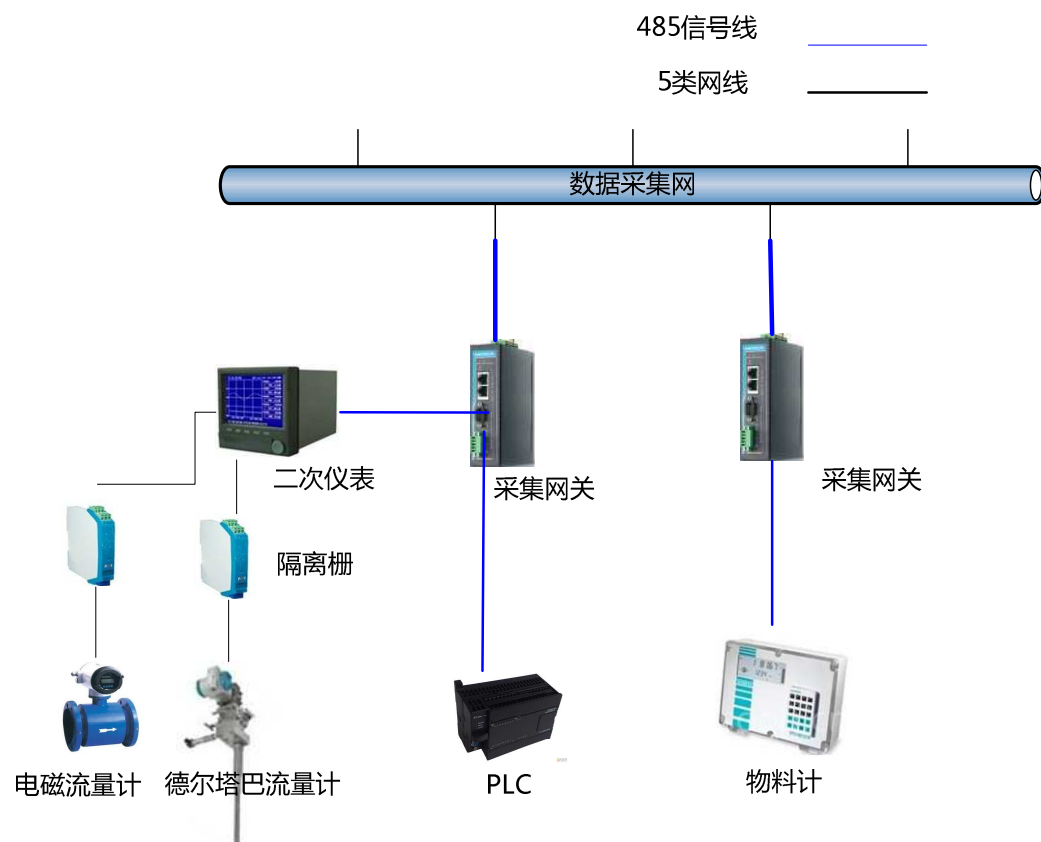 485信号线
5类网线
数据采集网
二次仪表
采集网关
采集网关
隔离栅
电磁流量计
德尔塔巴流量计
PLC
物料计